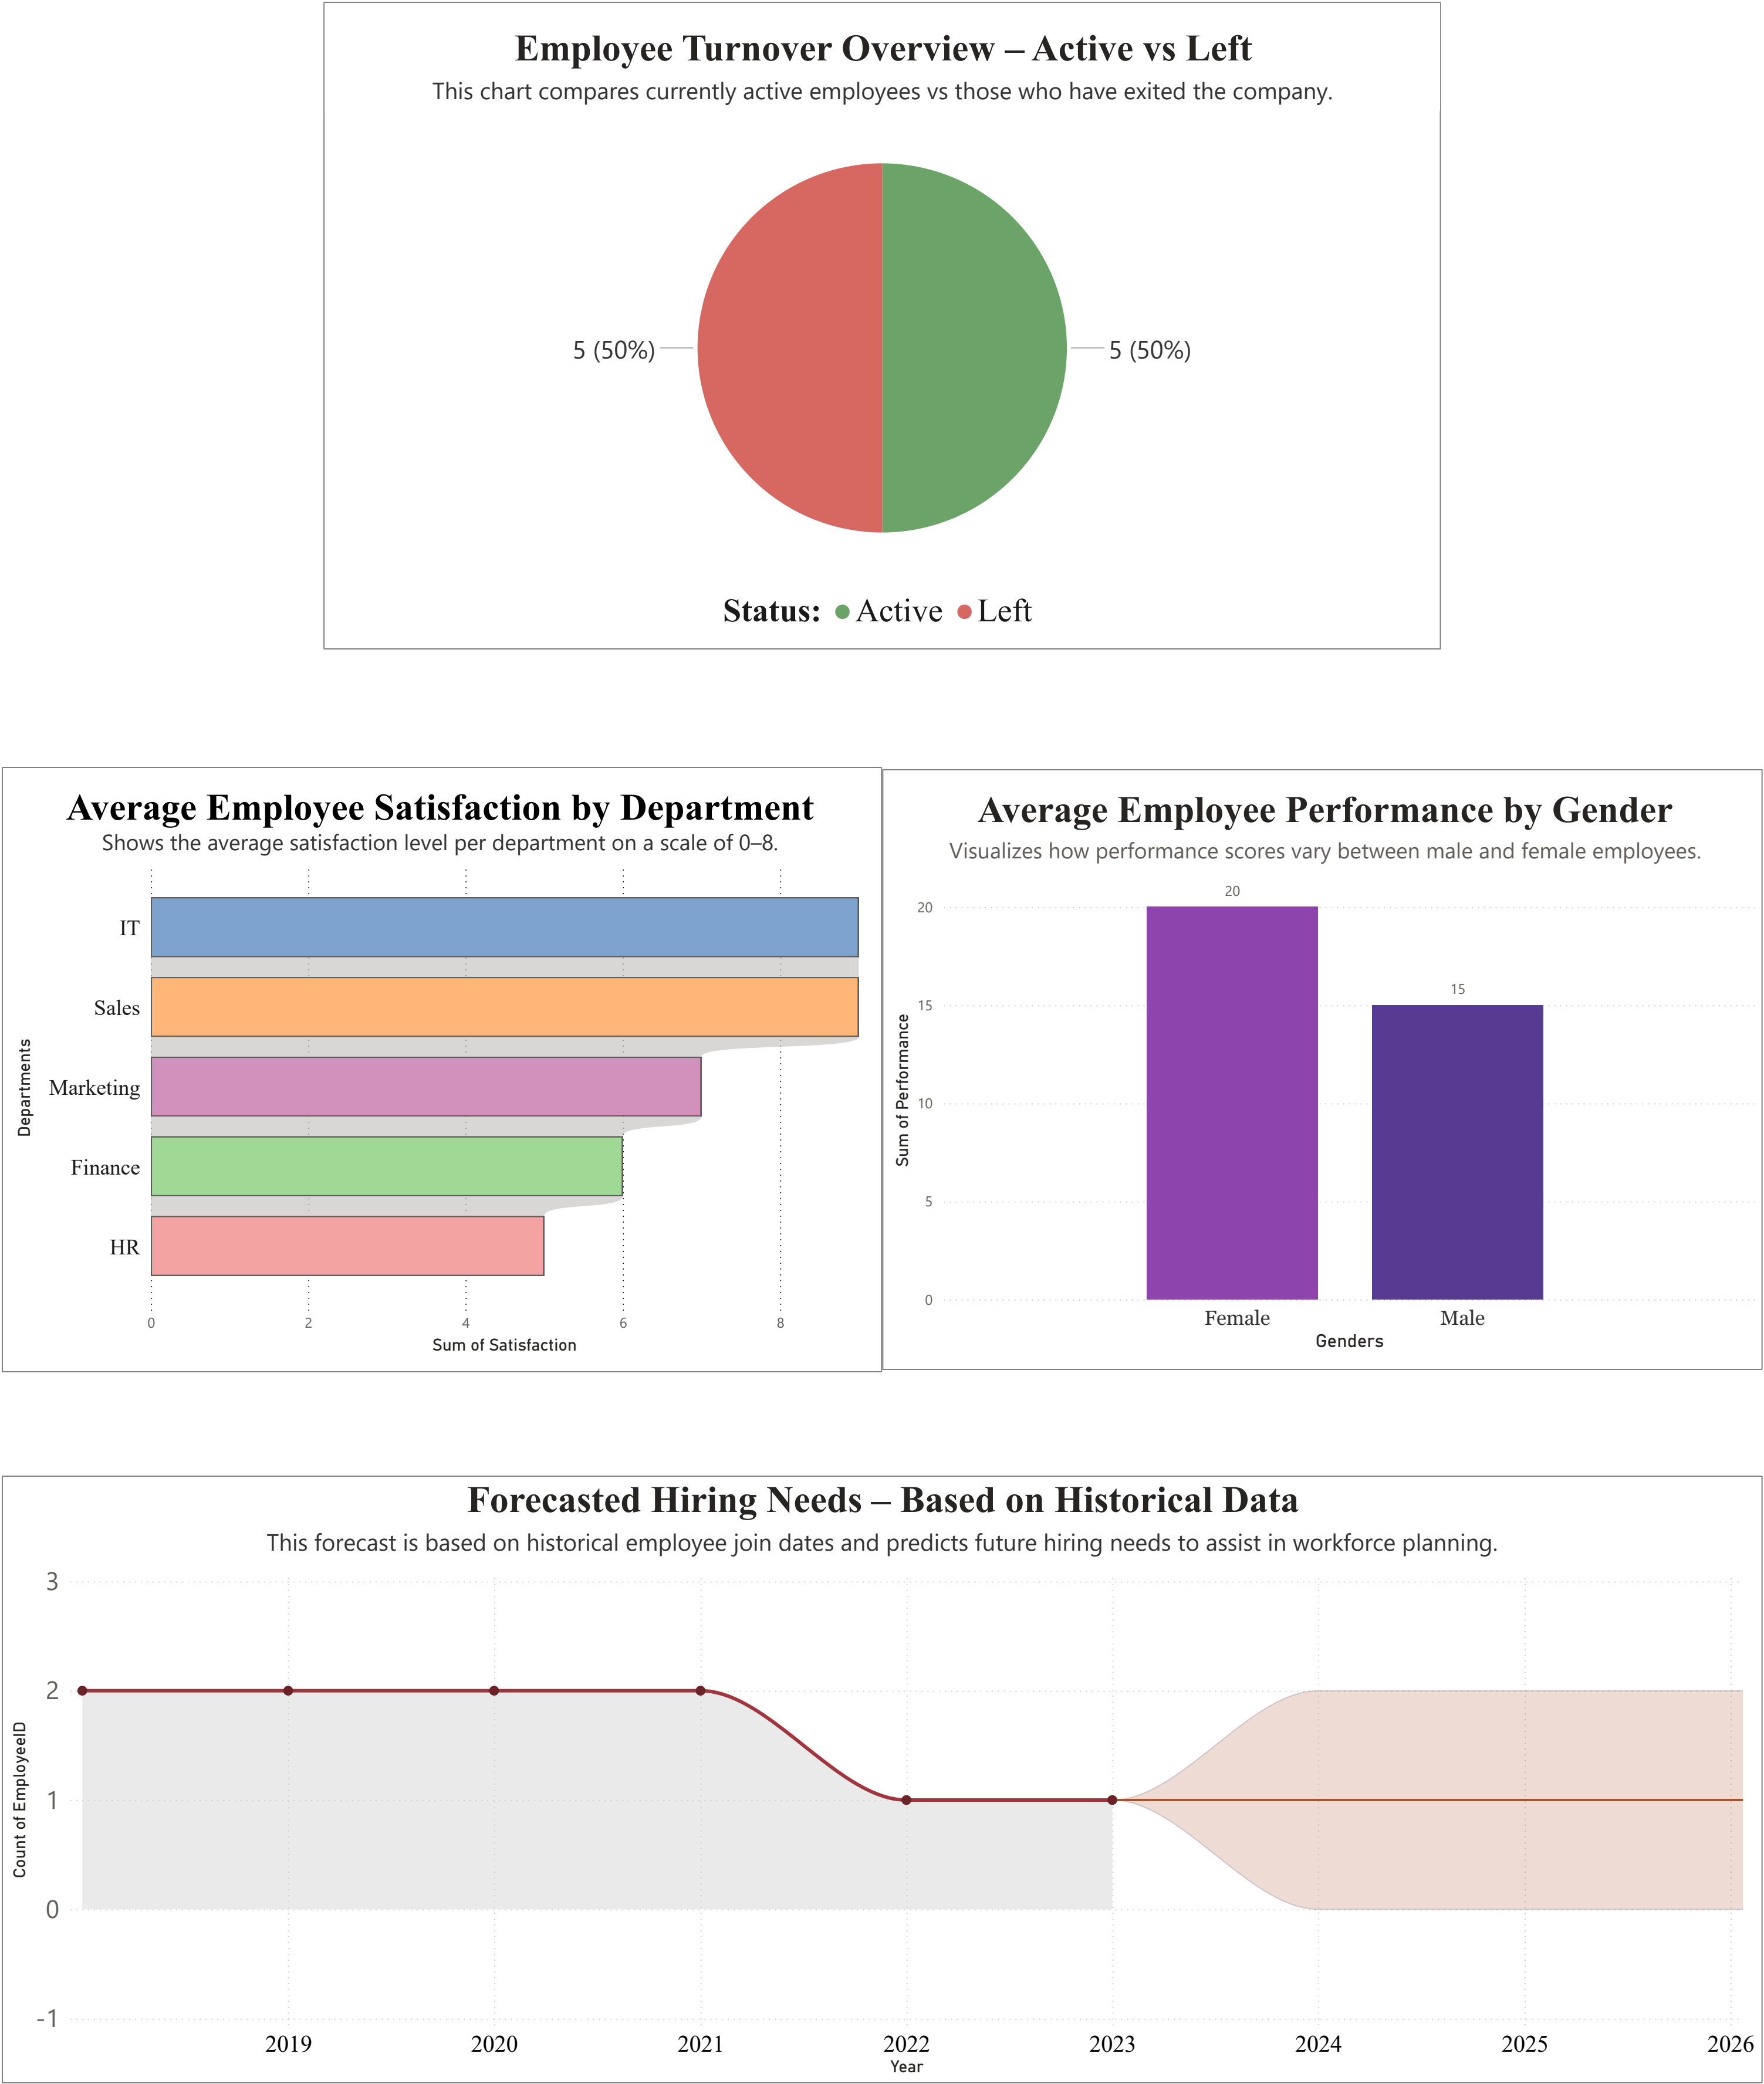 Employee Turnover Overview – Active vs Left
This chart compares currently active employees vs those who have exited the company.
5 (50%)
5 (50%)
Status: Active Left
Average Employee Satisfaction by Department
Shows the average satisfaction level per department on a scale of 0–8.
Departments
IT
Sales
Marketing
Finance
HR
0 2 4 6 8
Sum of Satisfaction
Average Employee Performance by Gender
Visualizes how performance scores vary between male and female employees.
Sum of Performance
20
15
10
5
0
20
15
Female Male
Genders
Forecasted Hiring Needs – Based on Historical Data
This forecast is based on historical employee join dates and predicts future hiring needs to assist in workforce planning.
Count of EmployeeID
3
2
1
0
-1
2019 2020 2021 2022 2023 2024 2025 2026
Year